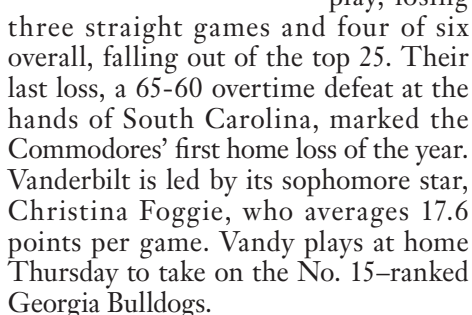 play, losing
three straight games and four of six
overall, falling out of the top 25. Their
last loss, a 65-60 overtime defeat at the
hands of South Carolina, marked the
Commodores’ first home loss of the year.
Vanderbilt is led by its sophomore star,
Christina Foggie, who averages 17.6
points per game. Vandy plays at home
Thursday to take on the No. 15–ranked
Georgia Bulldogs.